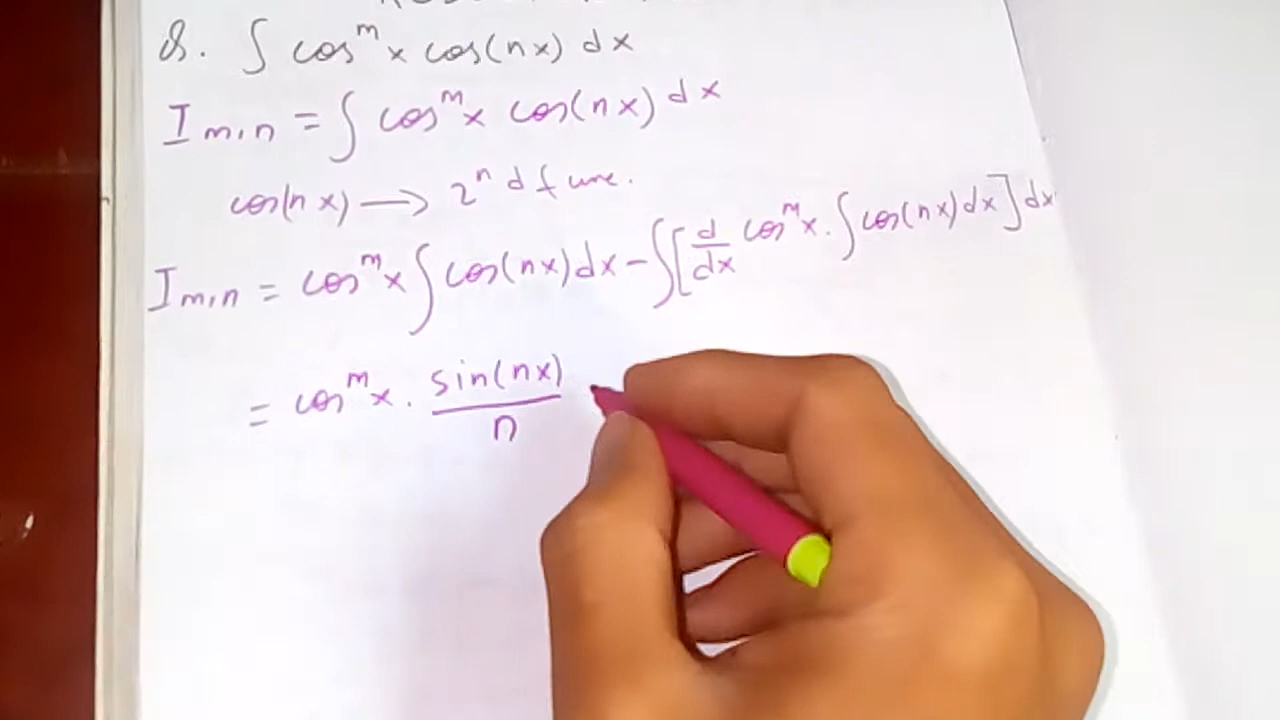 8. ∫ cos^m x cos(nx) dx
I m,n = ∫ cos^m x cos(nx) dx
cos(nx) → 2^nd func.
I m,n = cos^m x ∫ cos(nx) dx - ∫ [d/dx cos^m x . ∫ cos(nx) dx] dx
= cos^m x . sin(nx)/n